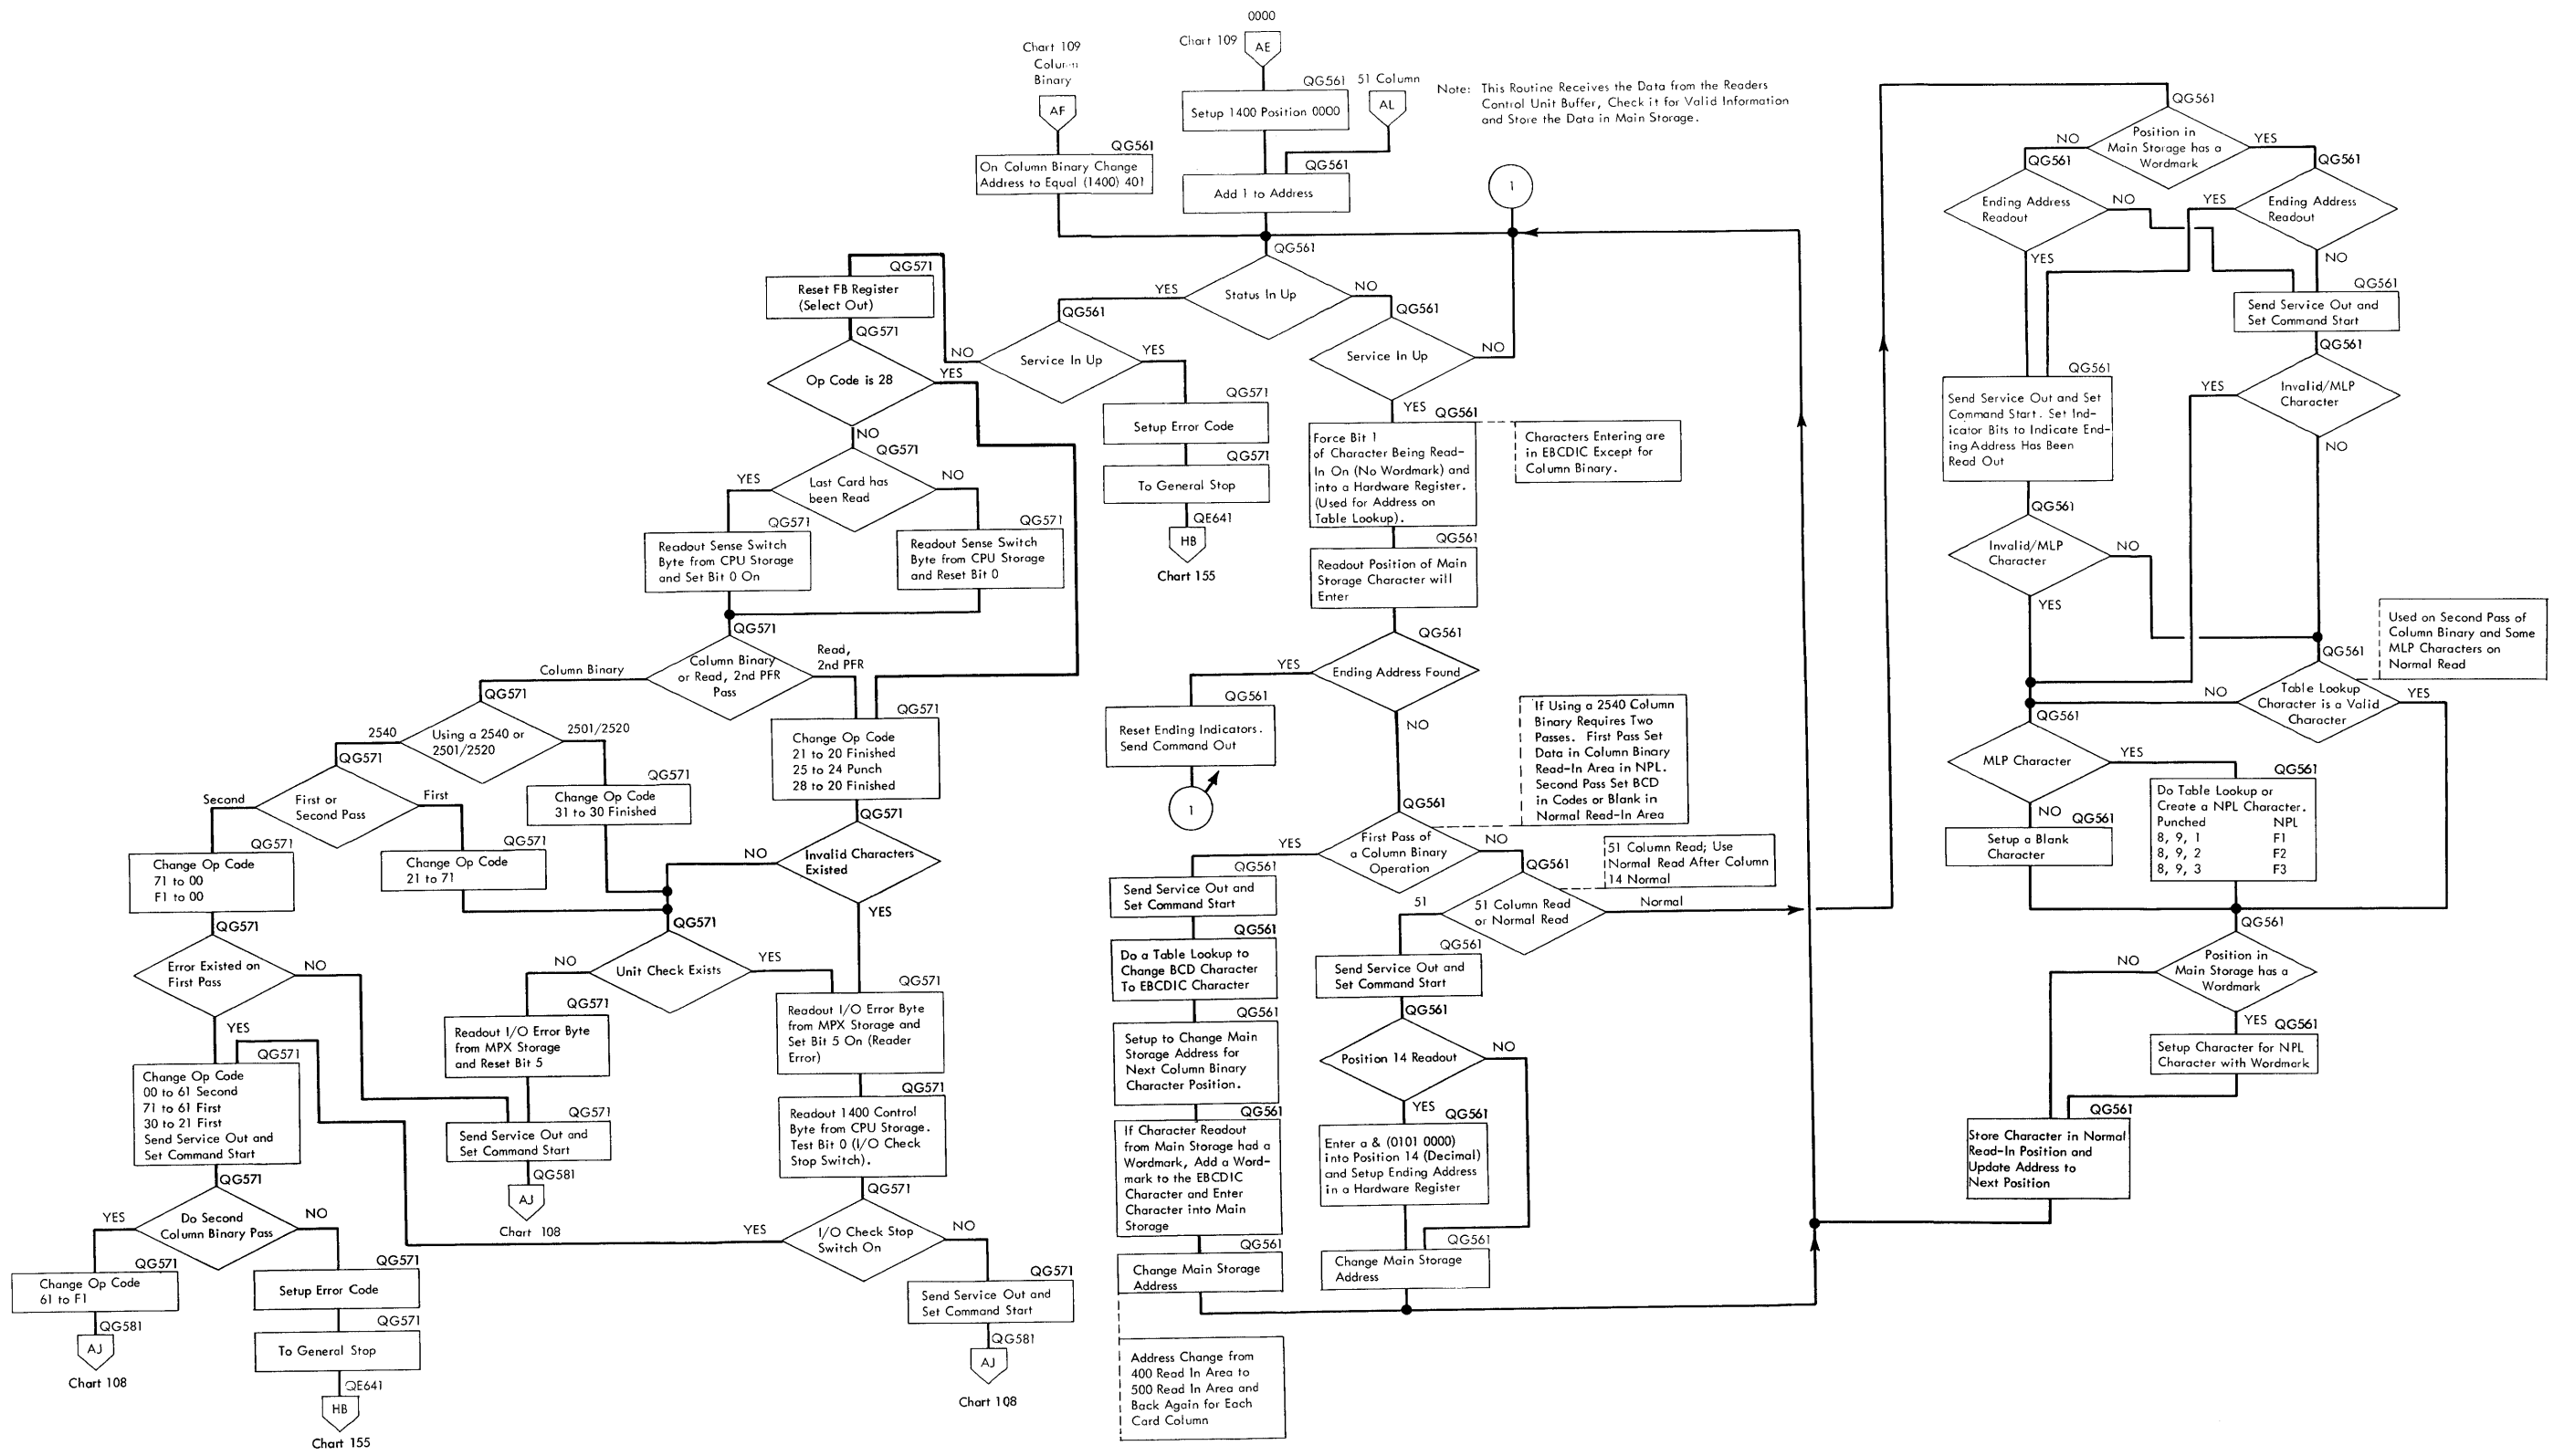 0000
Chart 109
AE
Chart 109
Column
Binary
AF
QG561
Setup 1400 Position 0000
51 Column
AL
Note: This Routine Receives the Data from the Readers
Control Unit Buffer, Check it for Valid Information
and Store the Data in Main Storage.
QG561
On Column Binary Change
Address to Equal (1400) 401
QG561
Add 1 to Address
1
QG561
Status In Up
YES
NO
QG561
Service In Up
NO
YES
QG561
Service In Up
NO
YES
QG571
Reset FB Register
(Select Out)
QG571
Op Code is 28
YES
NO
QG571
Last Card has
been Read
YES
NO
QG571
Readout Sense Switch
Byte from CPU Storage
and Set Bit 0 On
QG571
Readout Sense Switch
Byte from CPU Storage
and Reset Bit 0
QG571
Column Binary
or Read, 2nd PFR
Pass
Column Binary
Read,
2nd PFR
QG571
Using a 2540 or
2501/2520
2540
2501/2520
QG571
First or
Second Pass
Second
First
QG571
Change Op Code
31 to 30 Finished
QG571
Change Op Code
21 to 20 Finished
25 to 24 Punch
28 to 20 Finished
QG571
Change Op Code
71 to 00
F1 to 00
QG571
Change Op Code
21 to 71
QG571
Invalid Characters
Existed
NO
YES
QG571
Error Existed on
First Pass
NO
YES
QG571
Unit Check Exists
NO
YES
QG571
Readout I/O Error Byte
from MPX Storage
and Reset Bit 5
QG571
Readout I/O Error Byte
from MPX Storage and
Set Bit 5 On (Reader
Error)
QG571
Change Op Code
00 to 61 Second
71 to 61 First
30 to 21 First
Send Service Out and
Set Command Start
QG571
Send Service Out and
Set Command Start
QG581
AJ
Chart 108
QG571
Readout 1400 Control
Byte from CPU Storage.
Test Bit 0 (I/O Check
Stop Switch).
QG571
I/O Check Stop
Switch On
YES
NO
QG571
Send Service Out and
Set Command Start
QG581
AJ
Chart 108
QG571
Do Second
Column Binary Pass
YES
NO
QG571
Change Op Code
61 to F1
QG581
AJ
Chart 108
QG571
Setup Error Code
QG571
To General Stop
QE641
HB
Chart 155
QG571
Setup Error Code
QG571
To General Stop
QE641
HB
Chart 155
QG561
Force Bit 1
of Character Being Read-
In On (No Wordmark) and
into a Hardware Register.
(Used for Address on
Table Lookup).
Characters Entering are
in EBCDIC Except for
Column Binary.
QG561
Readout Position of Main
Storage Character will
Enter
QG561
Ending Address Found
YES
NO
QG561
Reset Ending Indicators.
Send Command Out
1
If Using a 2540 Column
Binary Requires Two
Passes. First Pass Set
Data in Column Binary
Read-In Area in NPL.
Second Pass Set BCD
in Codes or Blank in
Normal Read-In Area
QG561
First Pass of
a Column Binary
Operation
YES
NO
51 Column Read; Use
Normal Read After Column
14 Normal
QG561
51 Column Read
or Normal Read
51
Normal
QG561
Send Service Out and
Set Command Start
QG561
Do a Table Lookup to
Change BCD Character
To EBCDIC Character
QG561
Setup to Change Main
Storage Address for
Next Column Binary
Character Position.
QG561
If Character Readout
from Main Storage had a
Wordmark, Add a Word-
mark to the EBCDIC
Character and Enter
Character into Main
Storage
QG561
Change Main Storage
Address
Address Change from
400 Read In Area to
500 Read In Area and
Back Again for Each
Card Column
QG561
Send Service Out and
Set Command Start
QG561
Position 14 Readout
NO
YES
QG561
Enter a & (0101 0000)
into Position 14 (Decimal)
and Setup Ending Address
in a Hardware Register
QG561
Change Main Storage
Address
QG561
Position in
Main Storage has a
Wordmark
NO
YES
QG561
Ending Address
Readout
NO
YES
QG561
Ending Address
Readout
YES
NO
QG561
Send Service Out and
Set Command Start
QG561
Invalid/MLP
Character
YES
NO
QG561
Send Service Out and Set
Command Start. Set Ind-
icator Bits to Indicate End-
ing Address Has Been
Read Out
QG561
Invalid/MLP
Character
NO
YES
Used on Second Pass of
Column Binary and Some
MLP Characters on
Normal Read
QG561
Table Lookup
Character is a Valid
Character
NO
YES
QG561
MLP Character
YES
NO
QG561
Setup a Blank
Character
QG561
Do Table Lookup or
Create a NPL Character.
Punched NPL
8, 9, 1 F1
8, 9, 2 F2
8, 9, 3 F3
QG561
Position in
Main Storage has a
Wordmark
NO
YES
QG561
Setup Character for NPL
Character with Wordmark
QG561
Store Character in Normal
Read-In Position and
Update Address to
Next Position